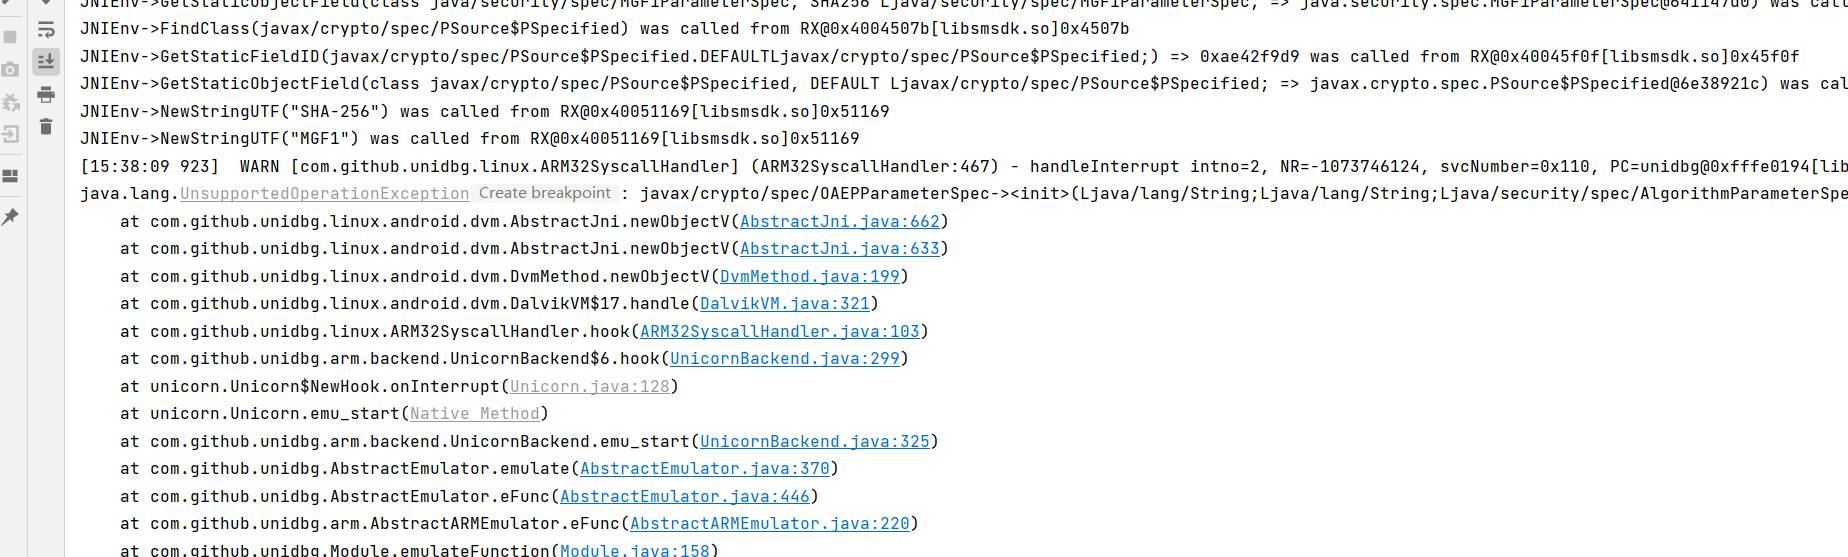 JNIEnv->GetStaticObjectField(class java/security/spec/MGF1ParameterSpec, SHA256 Ljava/security/spec/MGF1ParameterSpec; => java.security.spec.MGF1ParameterSpec@641147d0) was call
JNIEnv->FindClass(javax/crypto/spec/PSource$PSpecified) was called from RX@0x4004507b[libsmsdk.so]0x4507b
JNIEnv->GetStaticFieldID(javax/crypto/spec/PSource$PSpecified.DEFAULTLjavax/crypto/spec/PSource$PSpecified;) => 0xae42f9d9 was called from RX@0x40045f0f[libsmsdk.so]0x45f0f
JNIEnv->GetStaticObjectField(class javax/crypto/spec/PSource$PSpecified, DEFAULT Ljavax/crypto/spec/PSource$PSpecified; => javax.crypto.spec.PSource$PSpecified@6e38921c) was cal
JNIEnv->NewStringUTF("SHA-256") was called from RX@0x40051169[libsmsdk.so]0x51169
JNIEnv->NewStringUTF("MGF1") was called from RX@0x40051169[libsmsdk.so]0x51169
[15:38:09 923]  WARN [com.github.unidbg.linux.ARM32SyscallHandler] (ARM32SyscallHandler:467) - handleInterrupt intno=2, NR=-1073746124, svcNumber=0x110, PC=unidbg@0xfffe0194[lib
java.lang.UnsupportedOperationException Create breakpoint : javax/crypto/spec/OAEPParameterSpec-><init>(Ljava/lang/String;Ljava/lang/String;Ljava/security/spec/AlgorithmParameterSpe
at com.github.unidbg.linux.android.dvm.AbstractJni.newObjectV(AbstractJni.java:662)
at com.github.unidbg.linux.android.dvm.AbstractJni.newObjectV(AbstractJni.java:633)
at com.github.unidbg.linux.android.dvm.DvmMethod.newObjectV(DvmMethod.java:199)
at com.github.unidbg.linux.android.dvm.DalvikVM$17.handle(DalvikVM.java:321)
at com.github.unidbg.linux.ARM32SyscallHandler.hook(ARM32SyscallHandler.java:103)
at com.github.unidbg.arm.backend.UnicornBackend$6.hook(UnicornBackend.java:299)
at unicorn.Unicorn$NewHook.onInterrupt(Unicorn.java:128)
at unicorn.Unicorn.emu_start(Native Method)
at com.github.unidbg.arm.backend.UnicornBackend.emu_start(UnicornBackend.java:325)
at com.github.unidbg.AbstractEmulator.emulate(AbstractEmulator.java:370)
at com.github.unidbg.AbstractEmulator.eFunc(AbstractEmulator.java:446)
at com.github.unidbg.arm.AbstractARMEmulator.eFunc(AbstractARMEmulator.java:220)
at com.github.unidbg.Module.emulateFunction(Module.java:158)